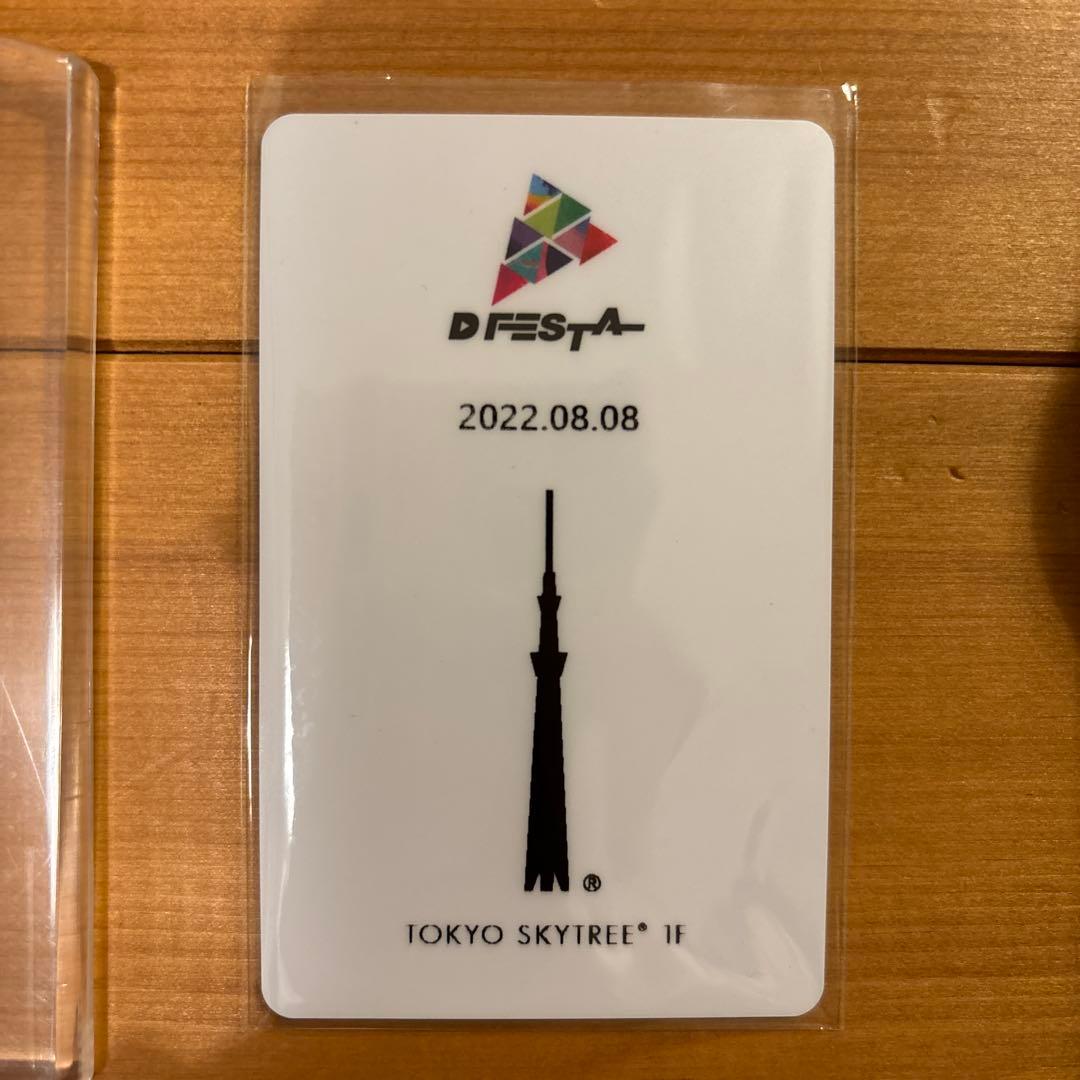 D FESTA
2022.08.08
®
TOKYO SKYTREE® 1F